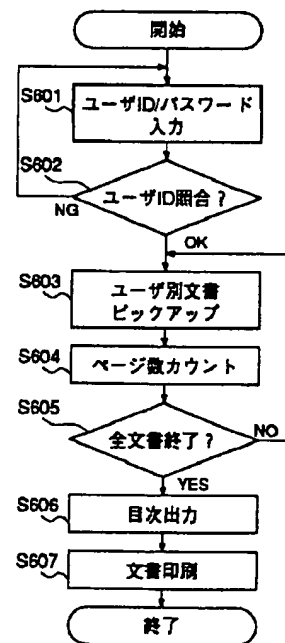 開始
S601
ユーザID/パスワード
入力
S602
ユーザID照合？
NG
OK
S603
ユーザ別文書
ピックアップ
S604
ページ数カウント
S605
全文書終了？
NO
YES
S606
目次出力
S607
文書印刷
終了